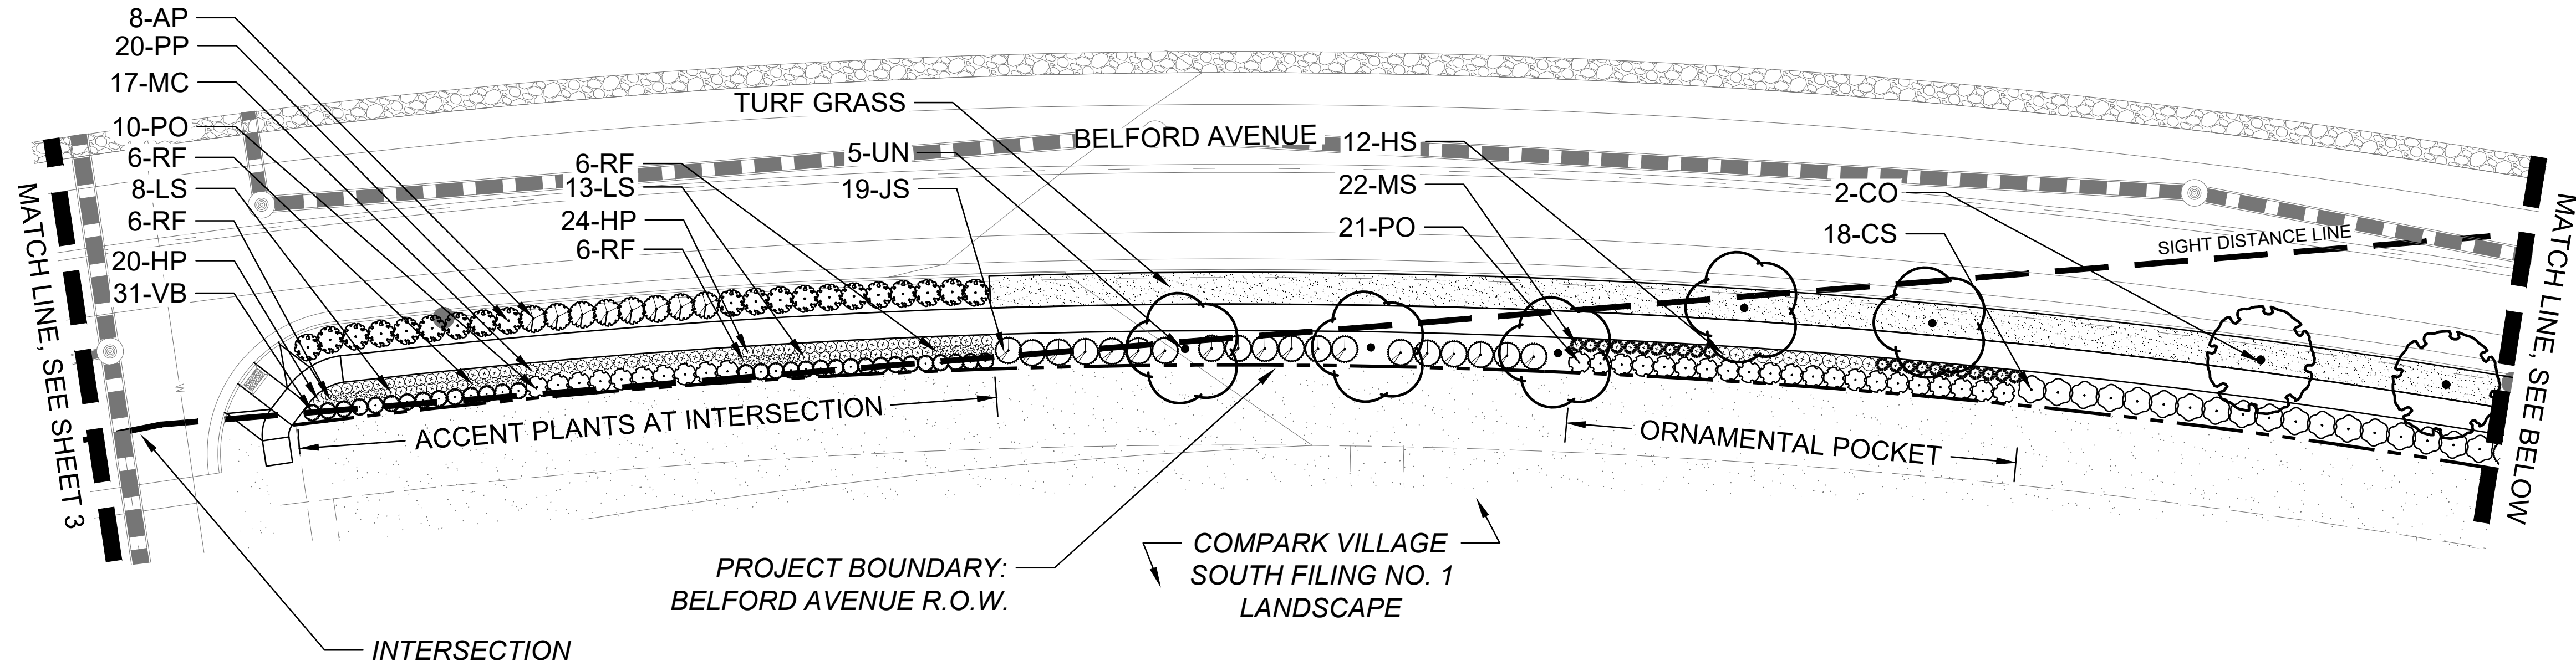 8-AP
20-PP
17-MC
10-PO
6-RF
8-LS
6-RF
20-HP
31-VB
MATCH LINE, SEE SHEET 3
TURF GRASS
BELFORD AVENUE
6-RF
13-LS
24-HP
6-RF
5-UN
19-JS
12-HS
22-MS
21-PO
2-CO
18-CS
SIGHT DISTANCE LINE
MATCH LINE, SEE BELOW
ACCENT PLANTS AT INTERSECTION
ORNAMENTAL POCKET
W
PROJECT BOUNDARY:
BELFORD AVENUE R.O.W.
COMPARK VILLAGE
SOUTH FILING NO. 1
LANDSCAPE
INTERSECTION